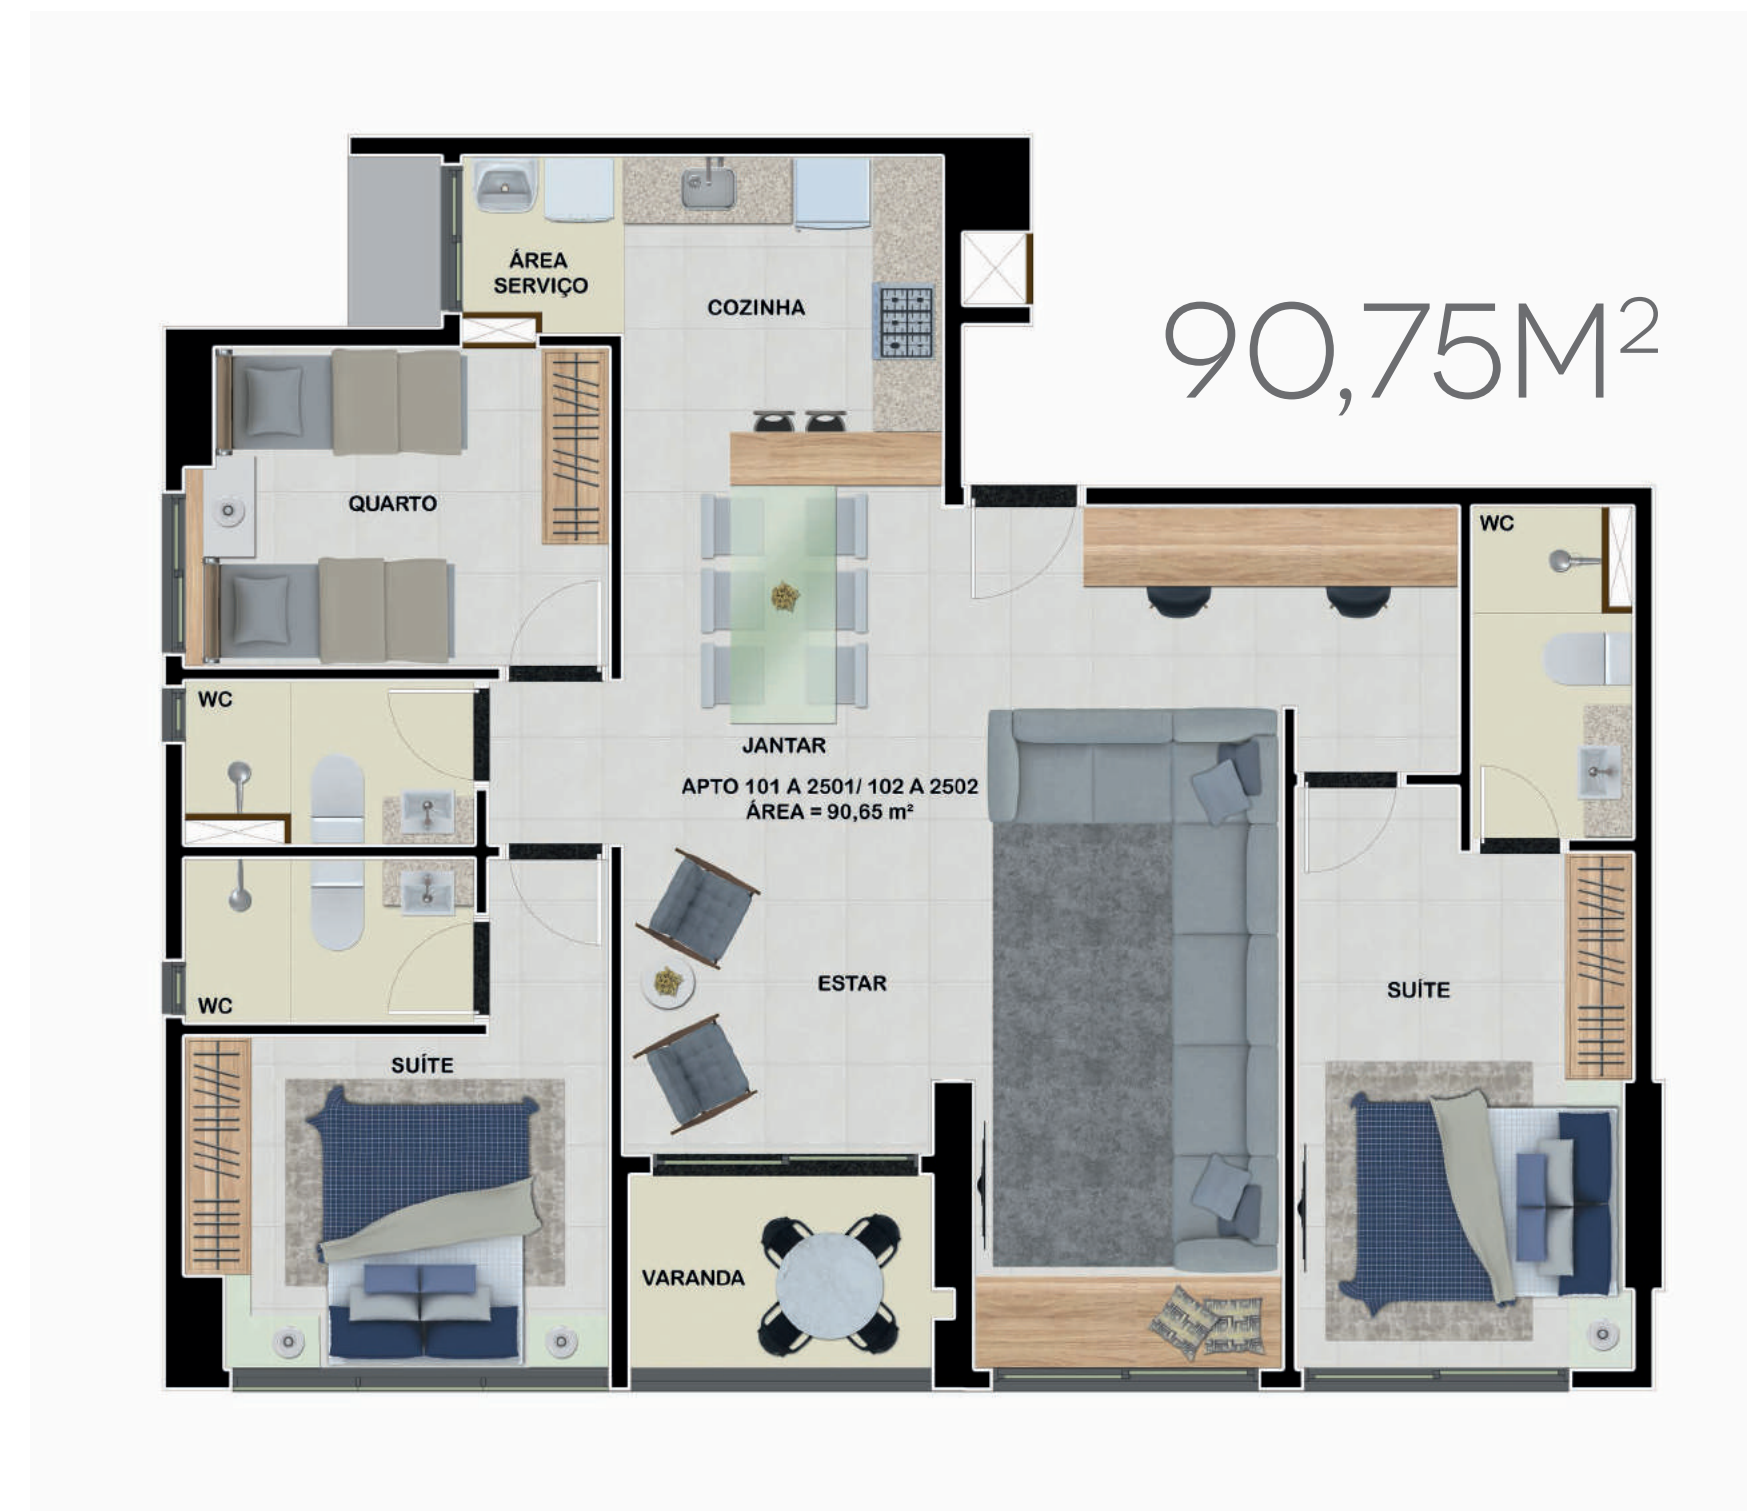 ÁREA
SERVIÇO
COZINHA
90,75M²
QUARTO
WC
WC
JANTAR
APTO 101 A 2501/ 102 A 2502
ÁREA = 90,65 m²
ESTAR
SUÍTE
WC
SUÍTE
VARANDA